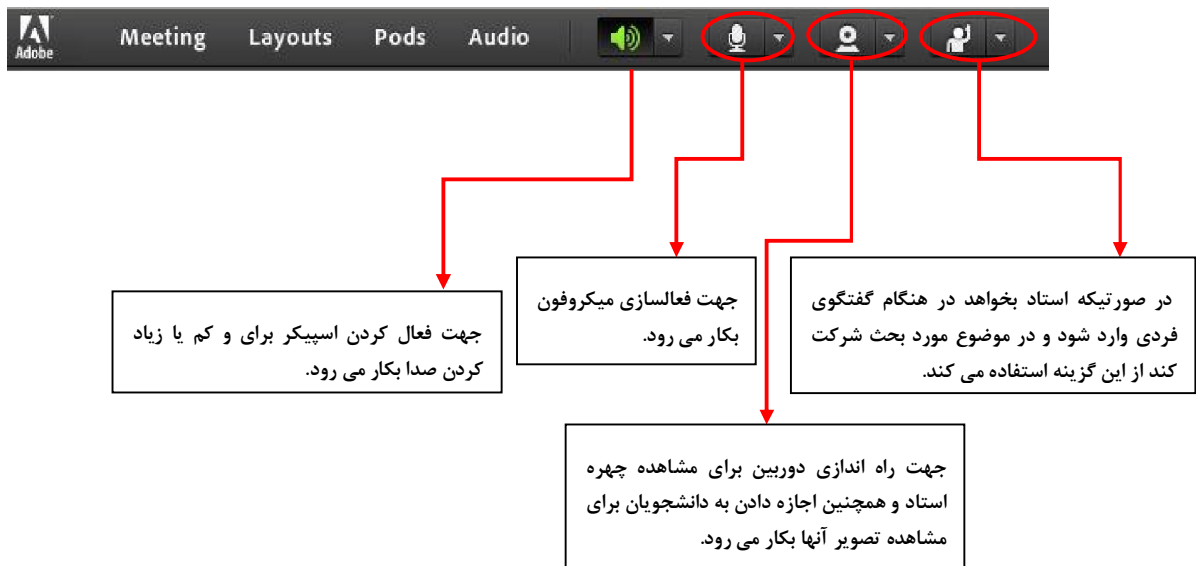 Adobe
Meeting Layouts Pods Audio
جهت فعال کردن اسپیکر برای و کم یا زیاد
کردن صدا بکار می رود.
جهت فعالسازی میکروفون
بکار می رود.
در صورتیکه استاد بخواهد در هنگام گفتگوی
فردی وارد شود و در موضوع مورد بحث شرکت
کند از این گزینه استفاده می کند.
جهت راه اندازی دوربین برای مشاهده چهره
استاد و همچنین اجازه دادن به دانشجویان برای
مشاهده تصویر آنها بکار می رود.